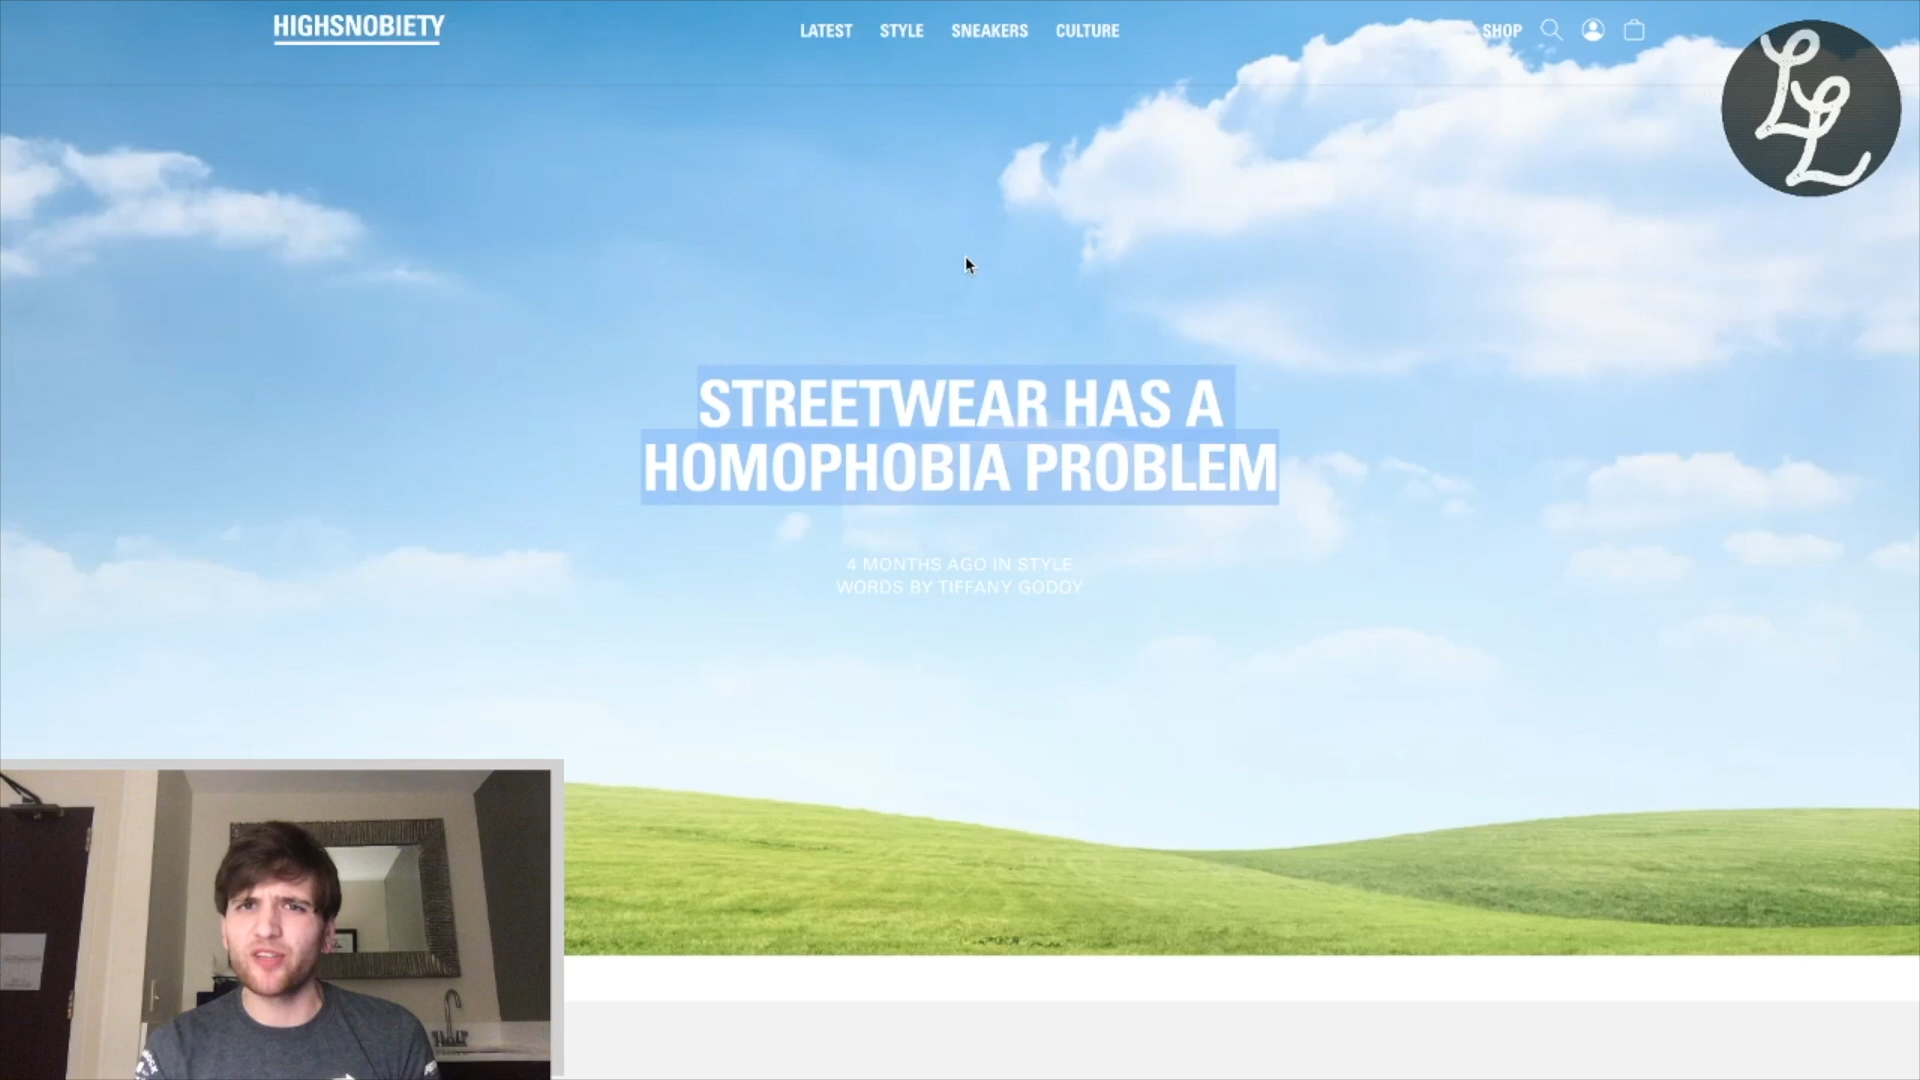 HIGHSNOBIETY
LATEST STYLE SNEAKERS CULTURE
SHOP
LL
STREETWEAR HAS A
HOMOPHOBIA PROBLEM
4 MONTHS AGO IN STYLE
WORDS BY TIFFANY GODOY